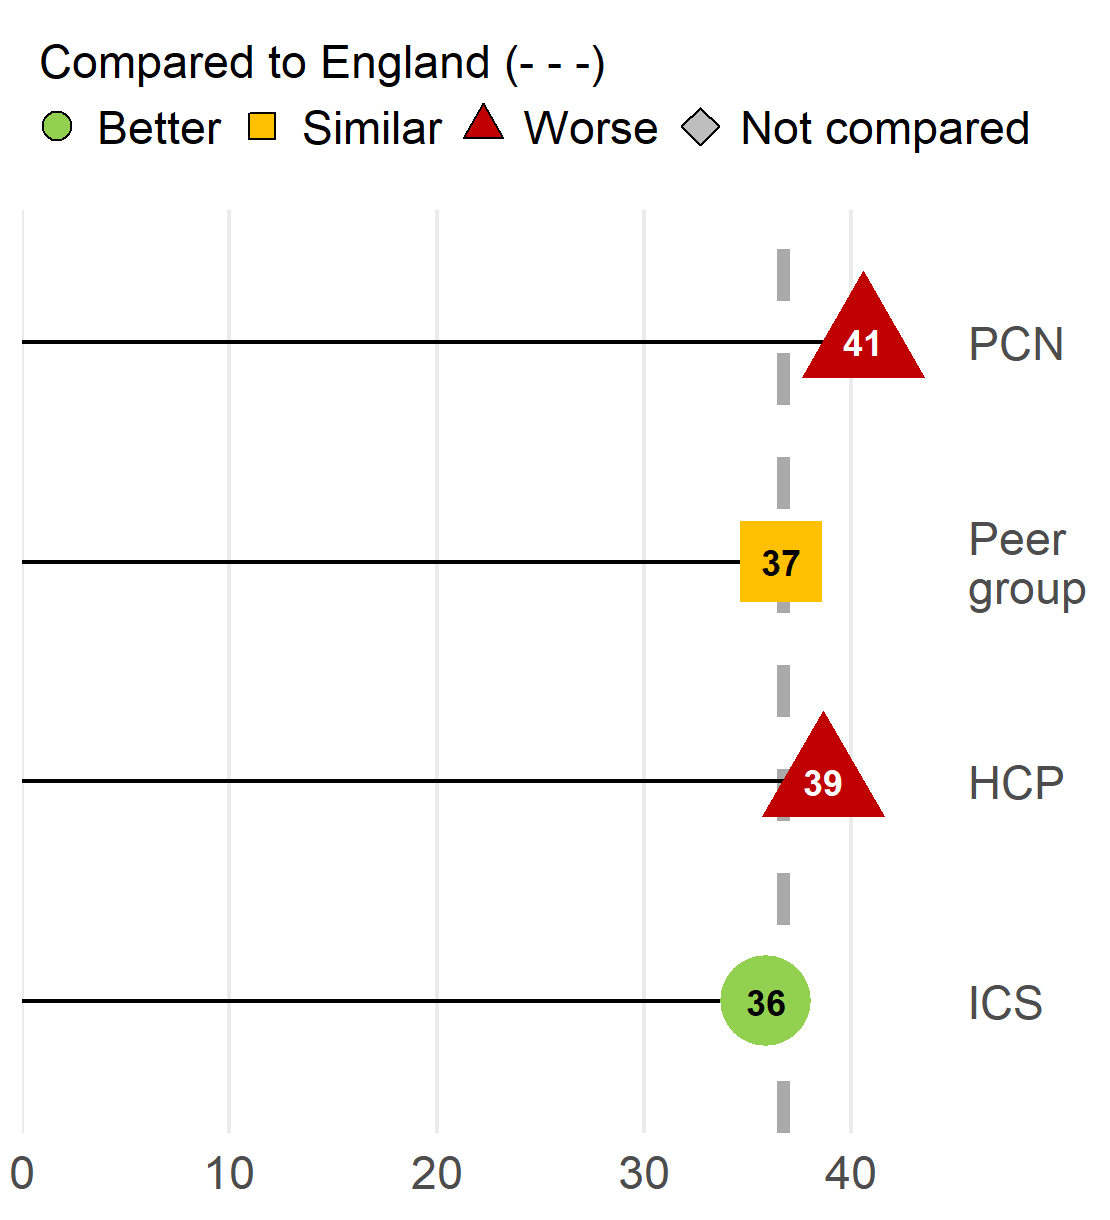 Compared to England (- - -)
Better Similar Worse Not compared
41 PCN
37 Peer
group
39 HCP
36 ICS
0 10 20 30 40